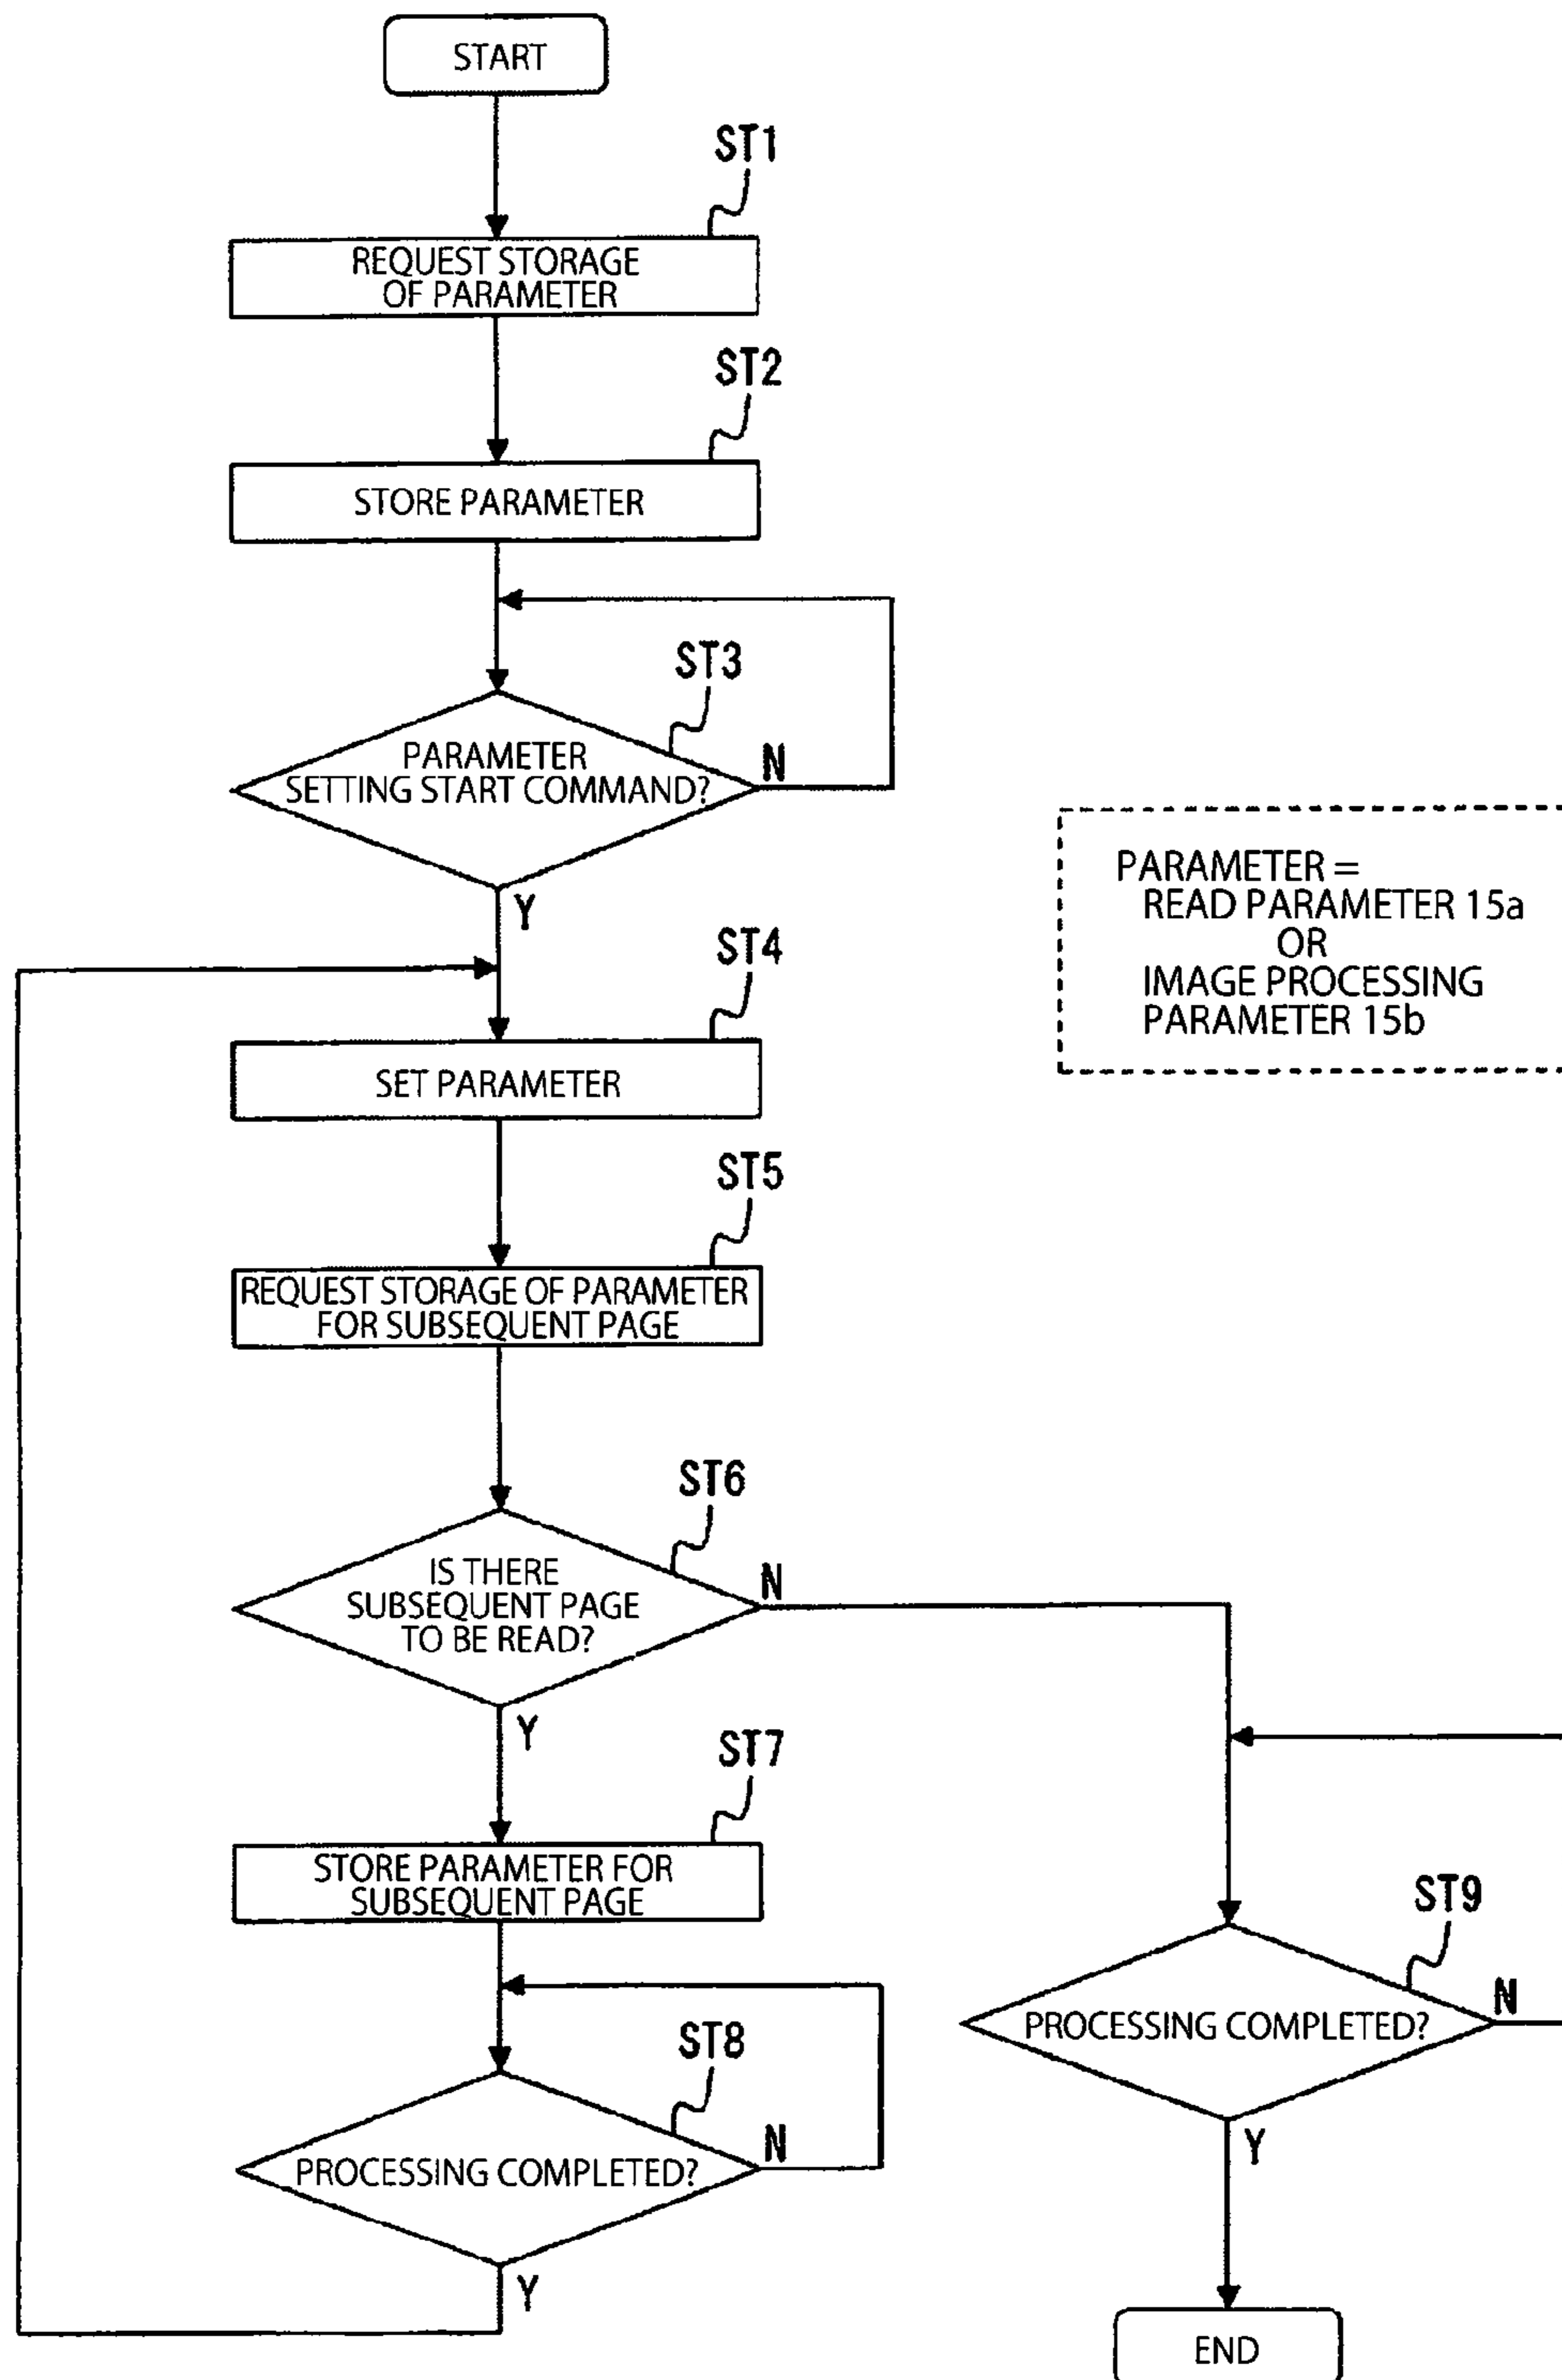 START
ST1
REQUEST STORAGE
OF PARAMETER
ST2
STORE PARAMETER
ST3
PARAMETER
SETTING START COMMAND?
N
Y
PARAMETER =
READ PARAMETER 15a
OR
IMAGE PROCESSING
PARAMETER 15b
ST4
SET PARAMETER
ST5
REQUEST STORAGE OF PARAMETER
FOR SUBSEQUENT PAGE
ST6
IS THERE
SUBSEQUENT PAGE
TO BE READ?
N
Y
ST7
STORE PARAMETER FOR
SUBSEQUENT PAGE
ST8
PROCESSING COMPLETED?
N
Y
ST9
PROCESSING COMPLETED?
N
Y
END